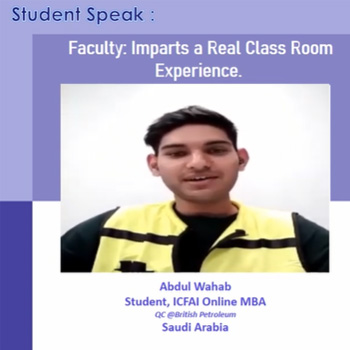 Student Speak :
Faculty: Imparts a Real Class Room
Experience.
Abdul Wahab
Student, ICFAI Online MBA
QC @British Petroleum
Saudi Arabia